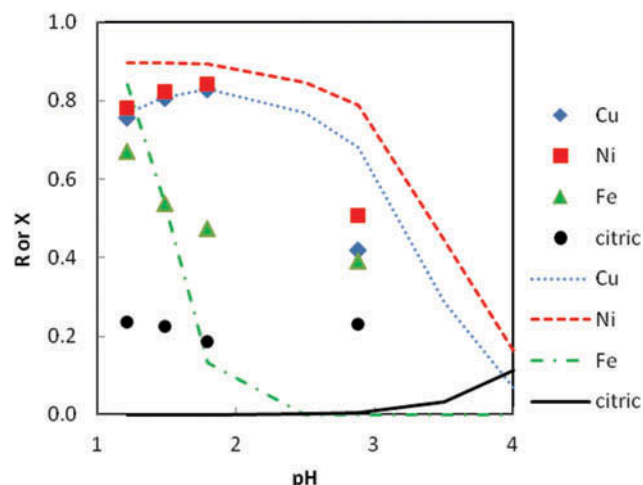 1.0
0.8
0.6
0.4
0.2
0.0
R or X
1 2 3 4
pH
Cu
Ni
Fe
citric
Cu
Ni
Fe
citric